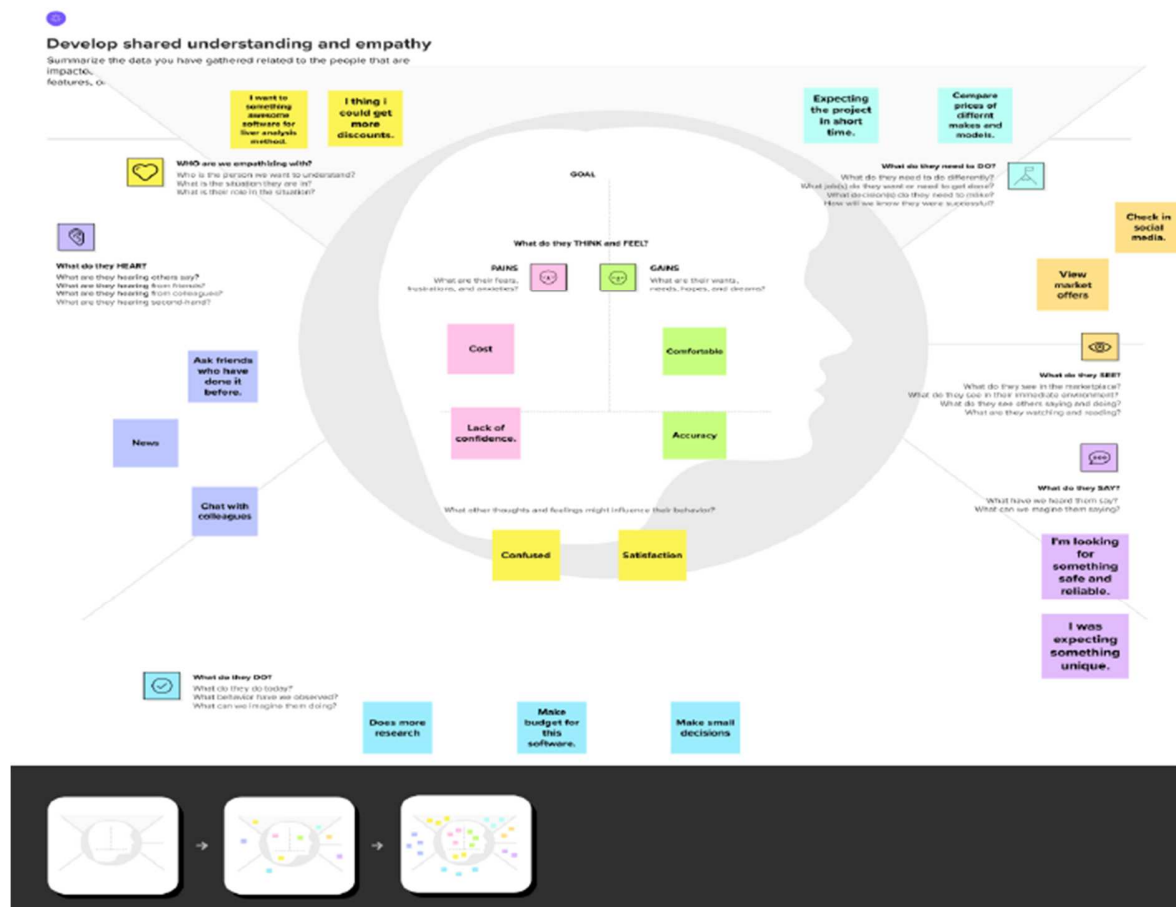 Develop shared understanding and empathy
Summarize the data you have gathered related to the people that are
impacte
features, o
I want to
something
awesome
software for
liver analysis
method.
I thing i
could get
more
discounts.
Expecting
the project
in short
time.
Compare
prices of
differnt
makes and
models.
WHO are we empathizing with?
Who is the person we want to understand?
What is the situation they are in?
What is their role in the situation?
GOAL
What do they need to DO?
What do they need to do differently?
What job(s) do they want or need to get done?
What decision(s) do they need to make?
How will we know they were successful?
Check in
social
media.
View
market
offers
What do they HEAR?
What are they hearing others say?
What are they hearing from friends?
What are they hearing from colleagues?
What are they hearing second-hand?
What do they THINK and FEEL?
PAINS
What are their fears,
frustrations, and anxieties?
GAINS
What are their wants,
needs, hopes, and dreams?
Cost
Comfortable
Lack of
confidence.
Accuracy
What do they SEE?
What do they see in the marketplace?
What do they see in their immediate environment?
What do they see others saying and doing?
What are they watching and reading?
Ask friends
who have
done it
before.
News
Chat with
colleagues
What do they SAY?
What have we heard them say?
What can we imagine them saying?
What other thoughts and feelings might influence their behavior?
Confused
Satisfaction
I'm looking
for
something
safe and
reliable.
I was
expecting
something
unique.
What do they DO?
What do they do today?
What behavior have we observed?
What can we imagine them doing?
Does more
research
Make
budget for
this
software.
Make small
decisions